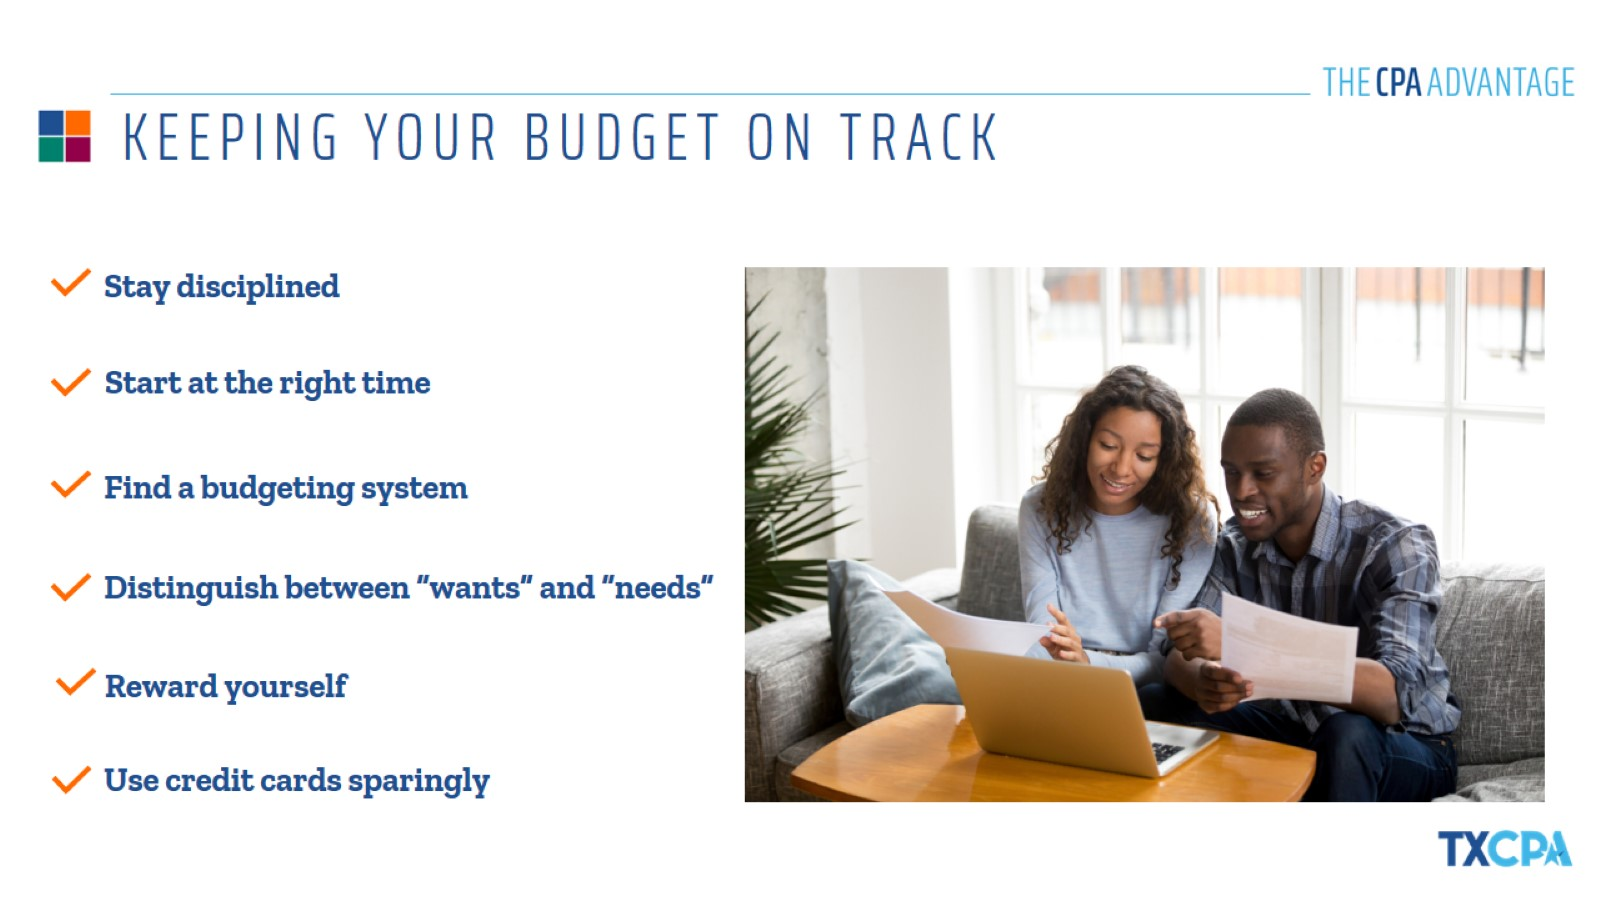 THE CPA ADVANTAGE
KEEPING YOUR BUDGET ON TRACK
Stay disciplined
Start at the right time
Find a budgeting system
Distinguish between “wants” and “needs”
Reward yourself
Use credit cards sparingly
TXCPA